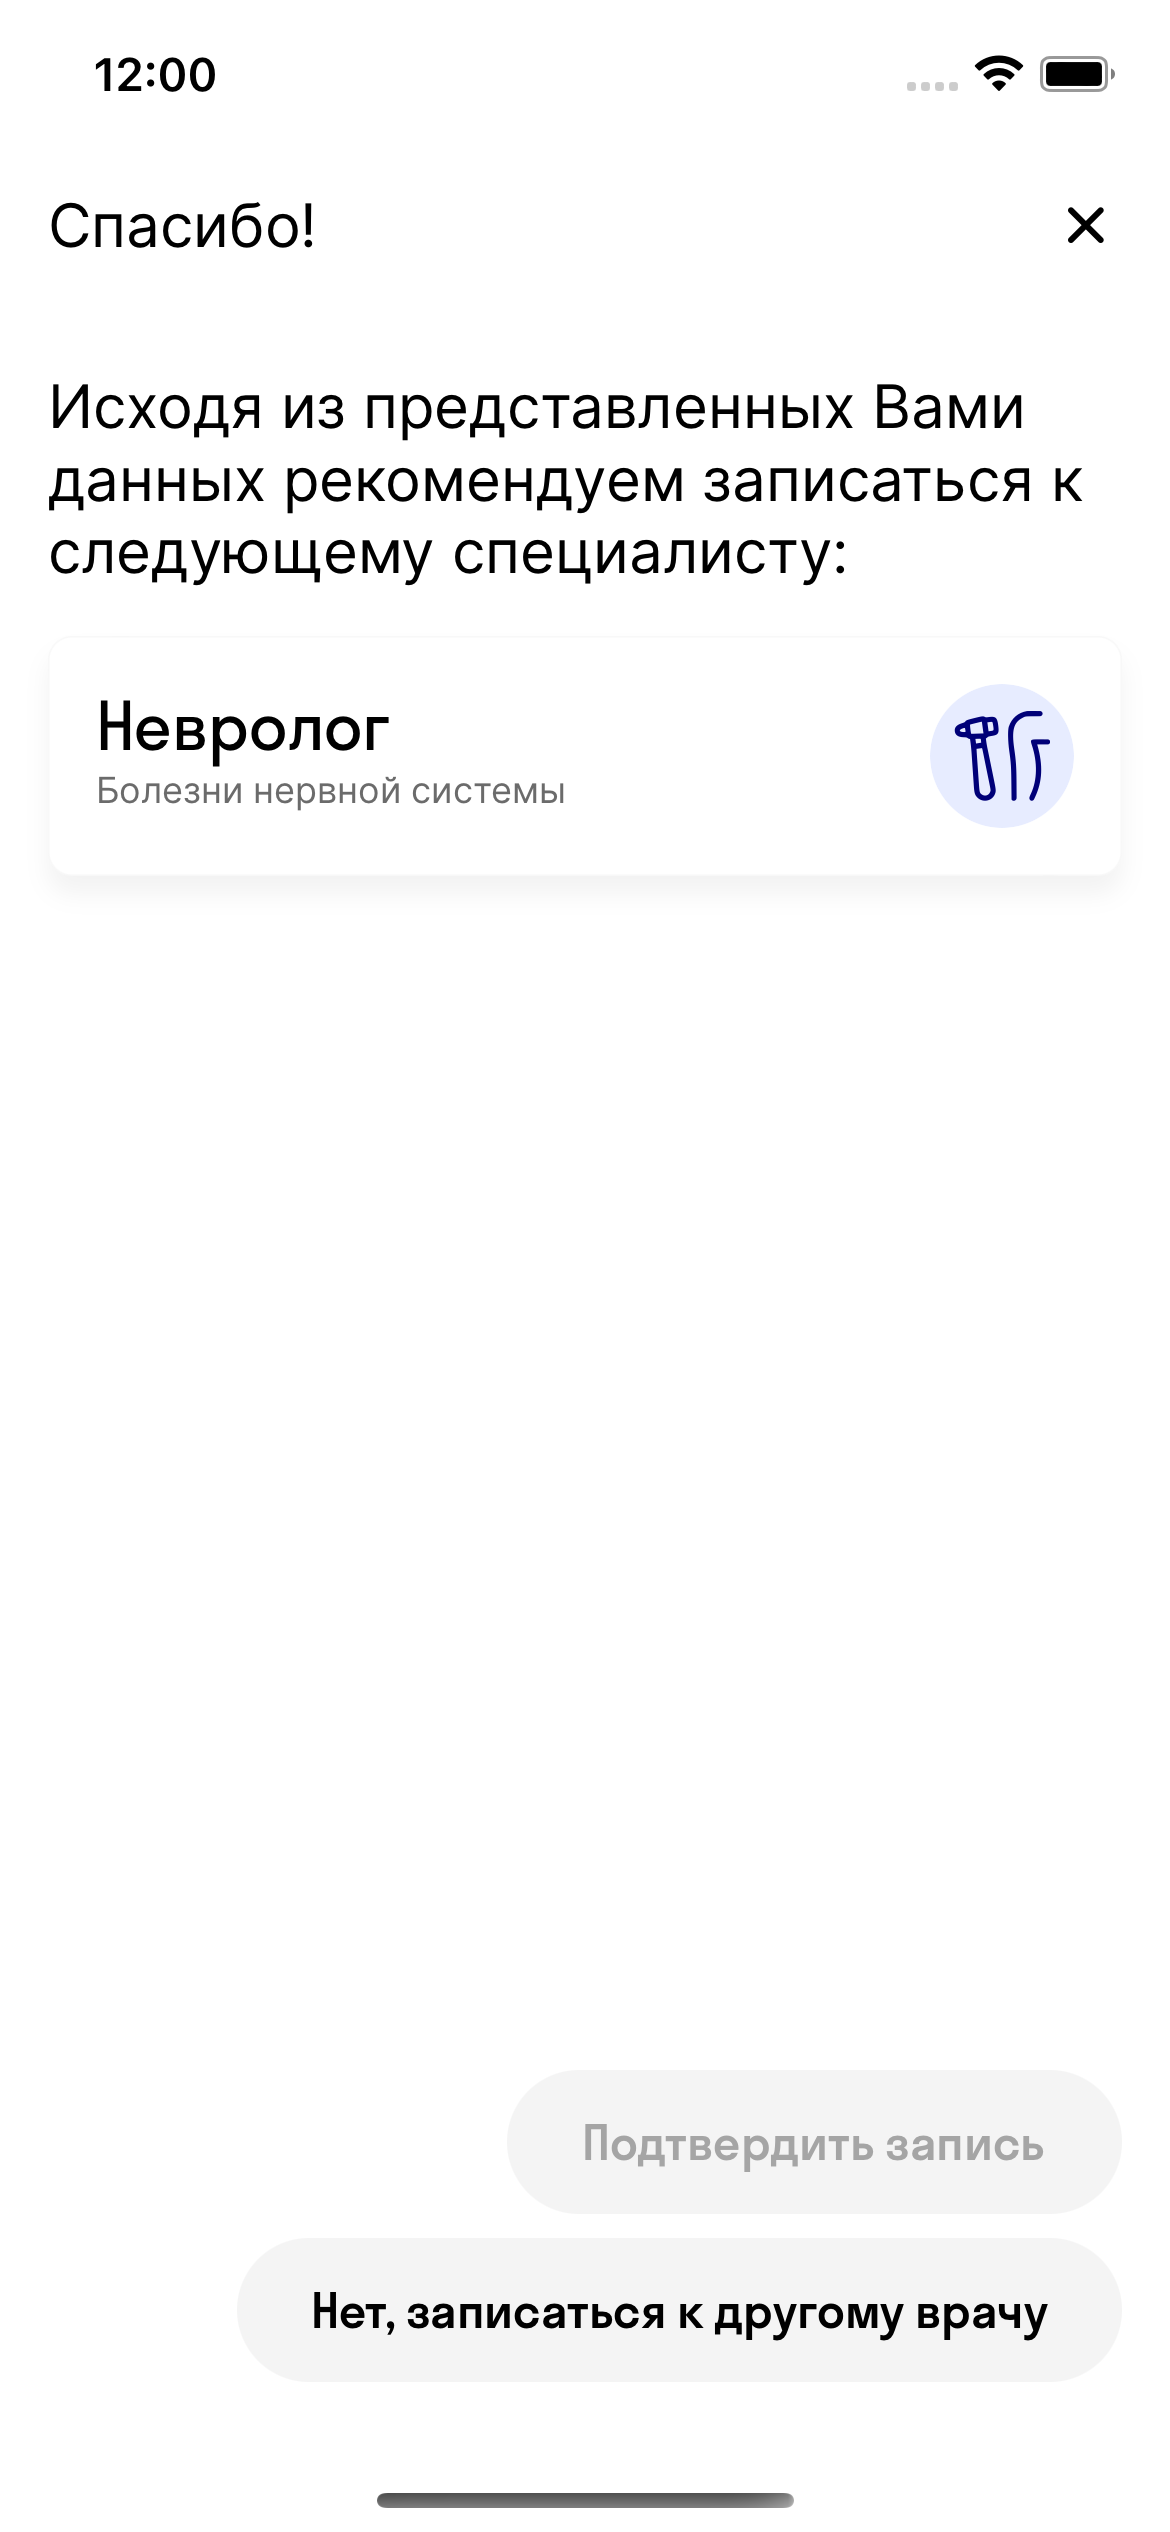 12:00
Спасибо!
Исходя из представленных Вами
данных рекомендуем записаться к
следующему специалисту:
Невролог
Болезни нервной системы
Подтвердить запись
Нет, записаться к другому врачу